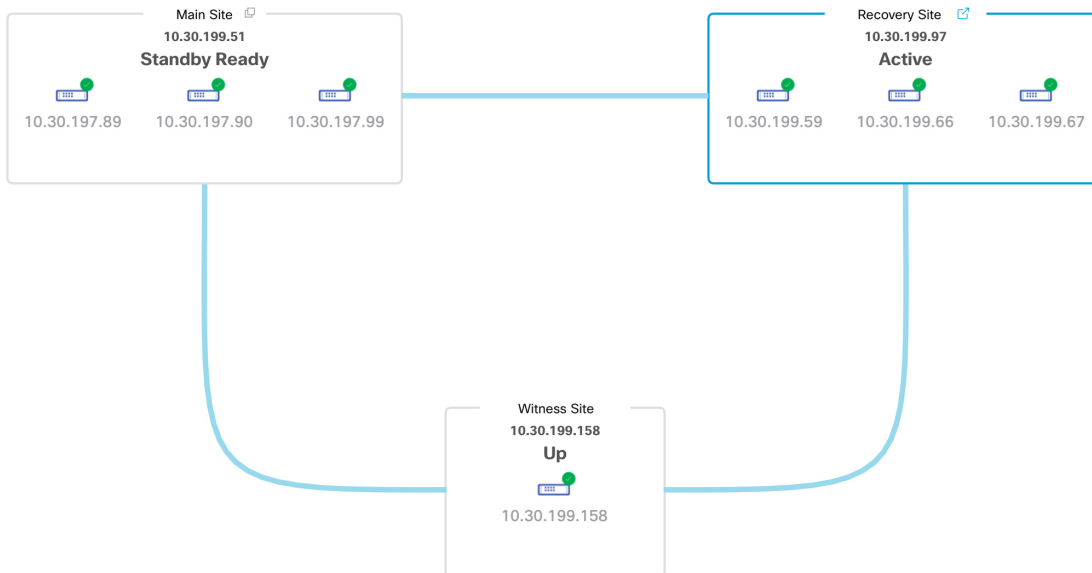 Main Site
10.30.199.51
Standby Ready
10.30.197.89
10.30.197.90
10.30.197.99
Recovery Site
10.30.199.97
Active
10.30.199.59
10.30.199.66
10.30.199.67
Witness Site
10.30.199.158
Up
10.30.199.158